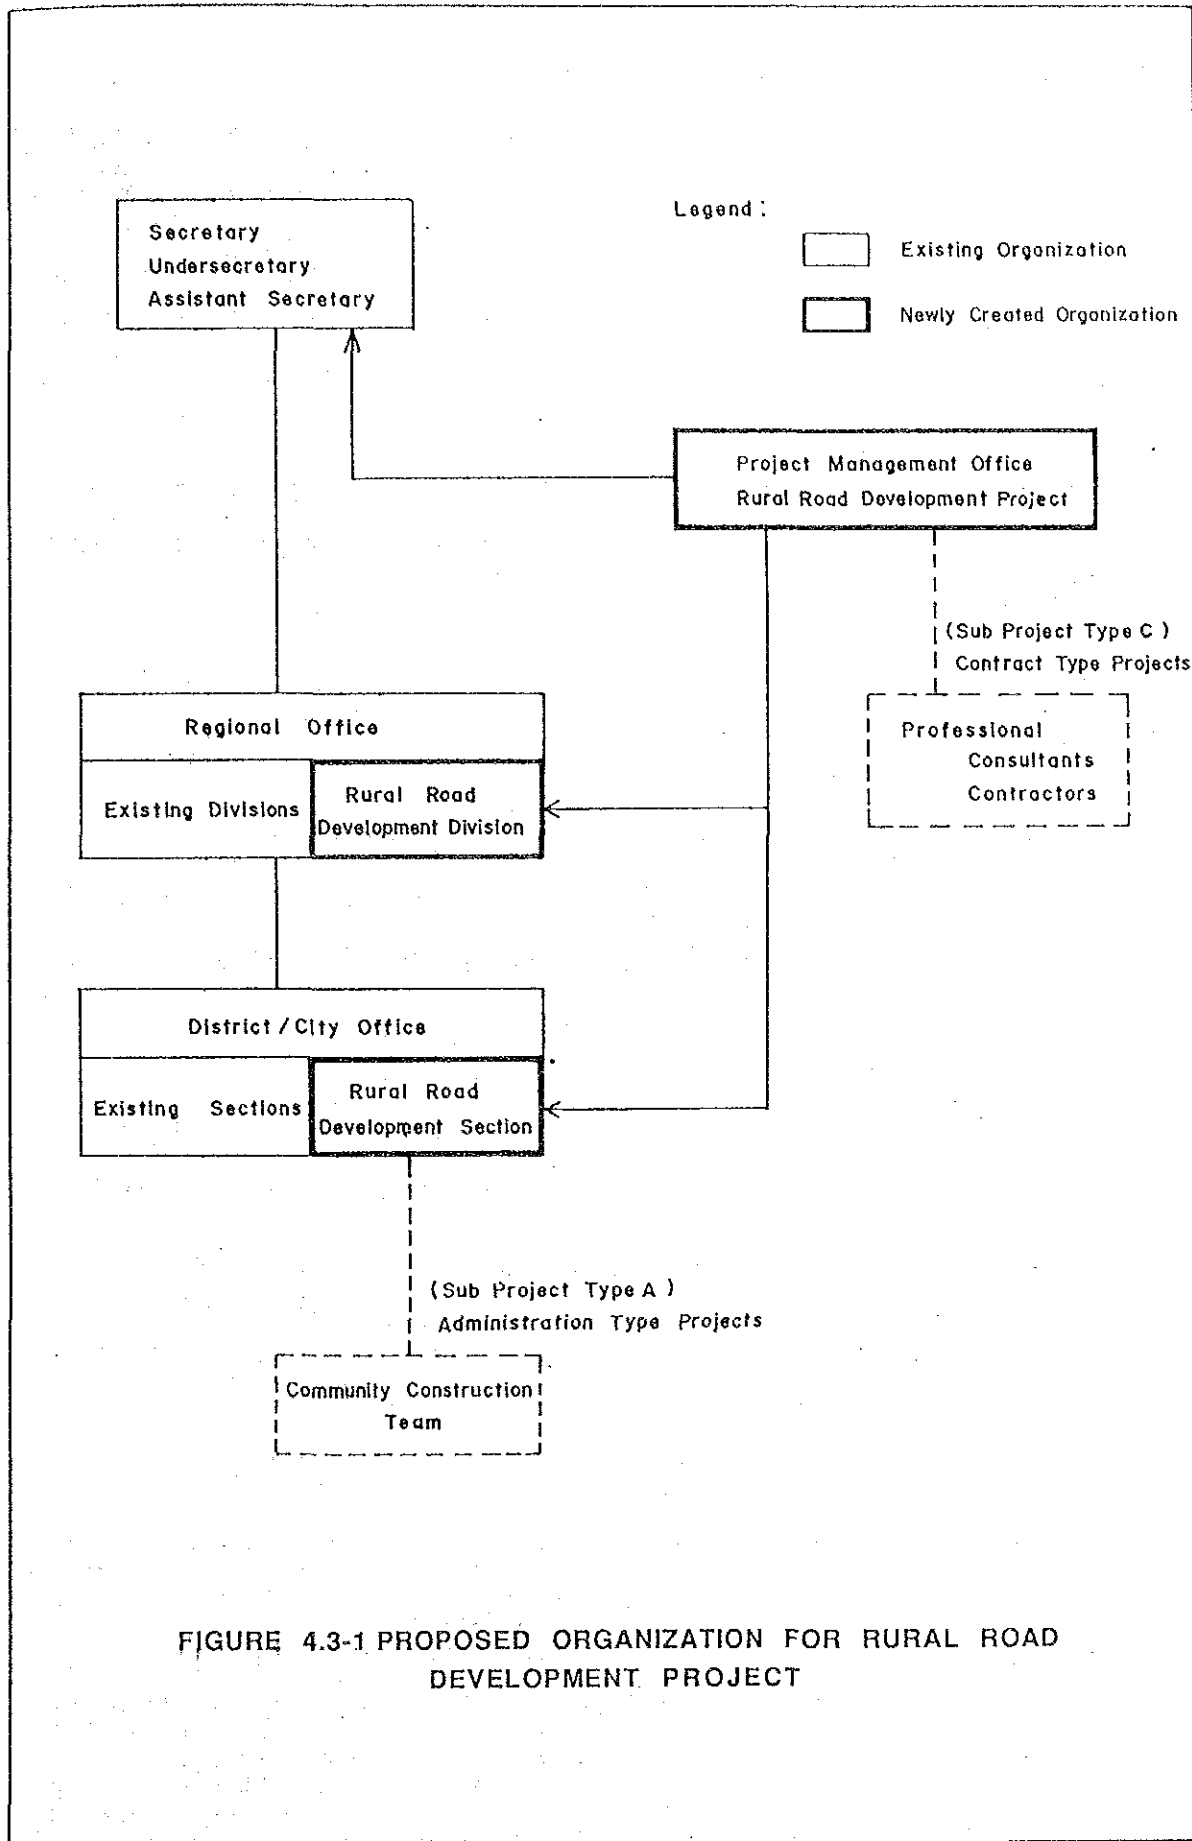 Secretary
Undersecretary
Assistant Secretary
Legend :
Existing Organization
Newly Created Organization
Project Management Office
Rural Road Development Project
(Sub Project Type C )
Contract Type Projects
Professional
Consultants
Contractors
Regional Office
Existing Divisions
Rural Road
Development Division
District / City Office
Existing Sections
Rural Road
Development Section
(Sub Project Type A )
Administration Type Projects
Community Construction
Team
FIGURE 4.3-1 PROPOSED ORGANIZATION FOR RURAL ROAD
DEVELOPMENT PROJECT